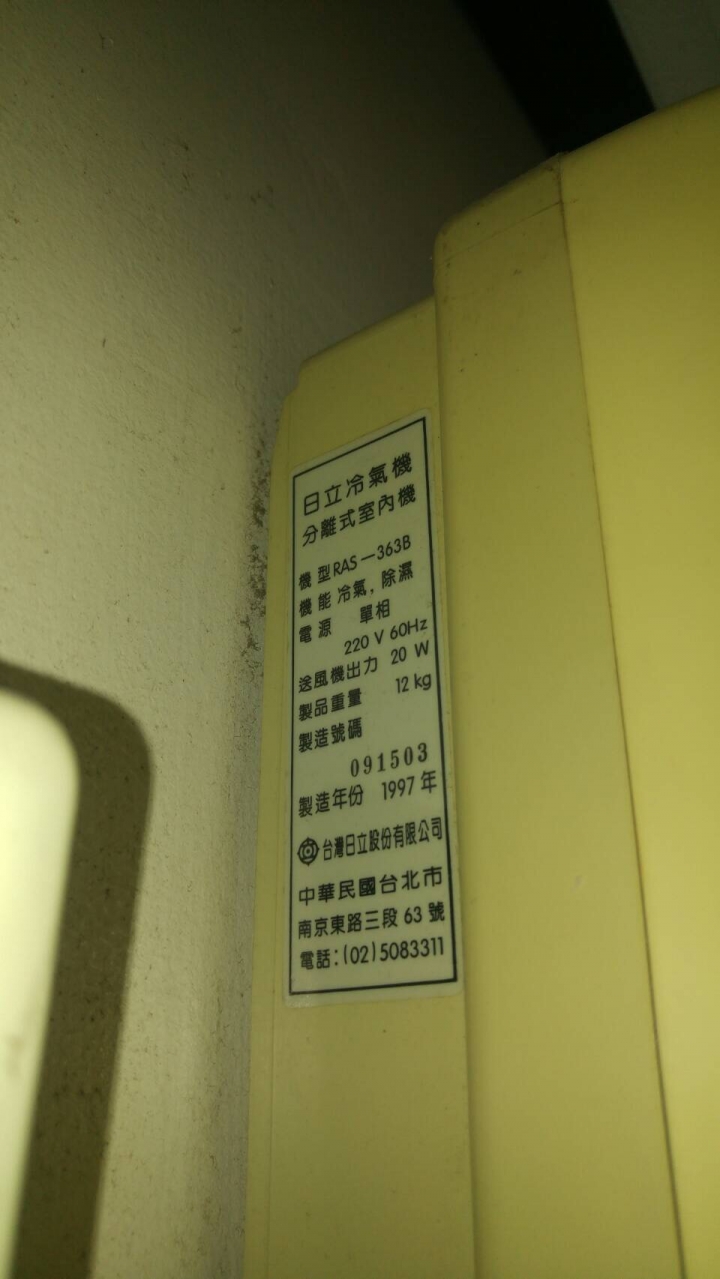 日立冷氣機
分離式室內機
機型RAS－363B
機能 冷氣, 除濕
電源 單相
220 V 60Hz
送風機出力 20 W
製品重量 12 kg
製造號碼
091503
製造年份 1997 年
台灣日立股份有限公司
中華民國台北市
南京東路三段 63 號
電話:(02)5083311